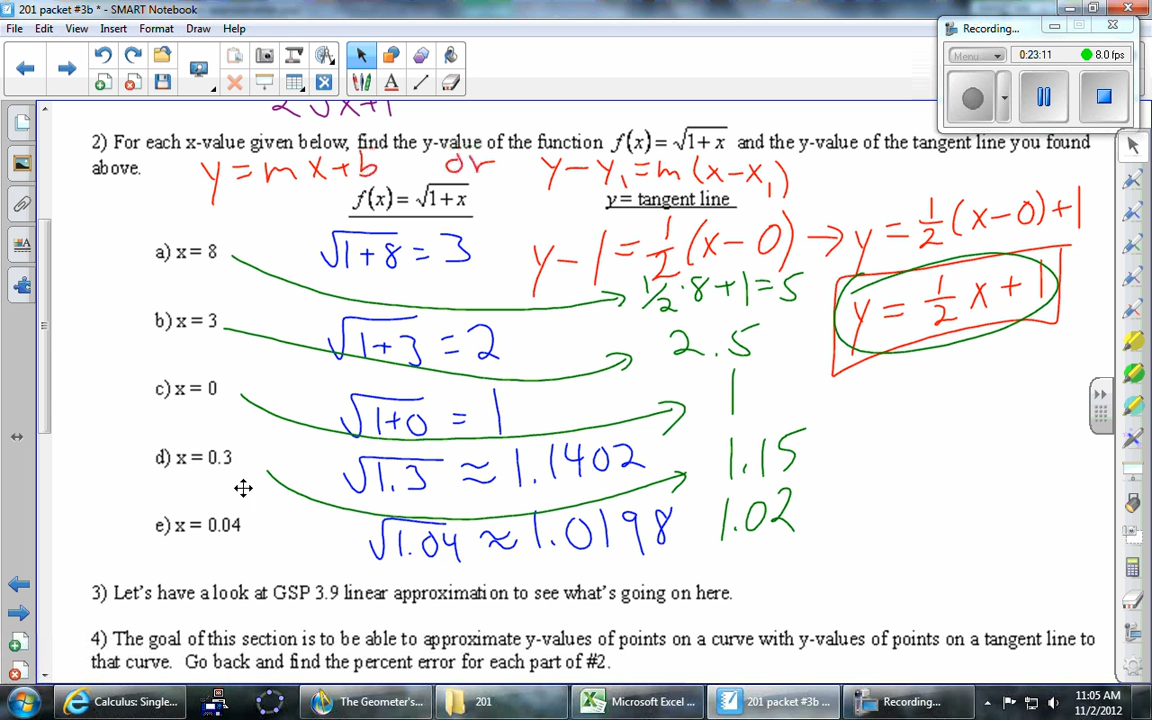 201 packet #3b * - SMART Notebook
File Edit View Insert Format Draw Help
Recording...
Menu 0:23:11 8.0 fps
2√x+1
2) For each x-value given below, find the y-value of the function f(x) = √1+x and the y-value of the tangent line you found
above.
y = mx+b or y-y₁=m(x-x₁)
f(x) = √1+x y = tangent line
y-1=1/2(x-0) → y=1/2(x-0)+1
a) x = 8 √1+8 = 3
1/2·8+1=5
y=1/2x+1
b) x = 3 √1+3 = 2 2.5
c) x = 0 √1+0 = 1 1
d) x = 0.3 √1.3 ≈ 1.1402 1.15
e) x = 0.04 √1.04 ≈ 1.0198 1.02
3) Let's have a look at GSP 3.9 linear approximation to see what's going on here.
4) The goal of this section is to be able to approximate y-values of points on a curve with y-values of points on a tangent line to
that curve. Go back and find the percent error for each part of #2.
Calculus: Single... The Geometer's... 201 Microsoft Excel ... 201 packet #3b ... Recording...
11:05 AM
11/2/2012